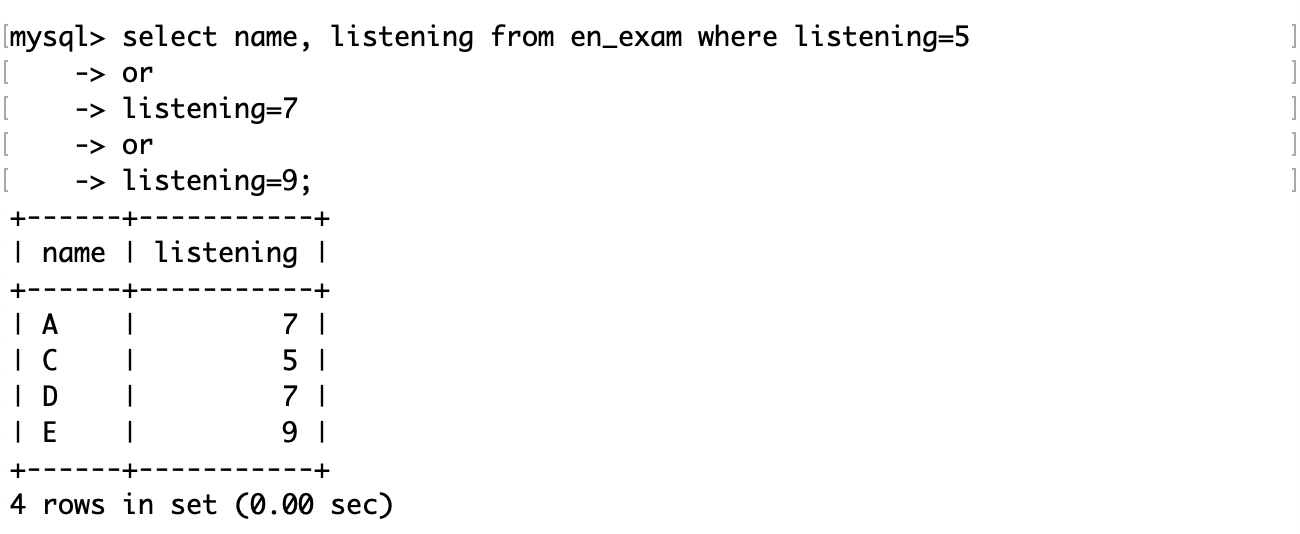 [mysql> select name, listening from en_exam where listening=5 ]
[    -> or ]
[    -> listening=7 ]
[    -> or ]
[    -> listening=9; ]
+------+-----------+
| name | listening |
+------+-----------+
| A    |         7 |
| C    |         5 |
| D    |         7 |
| E    |         9 |
+------+-----------+
4 rows in set (0.00 sec)